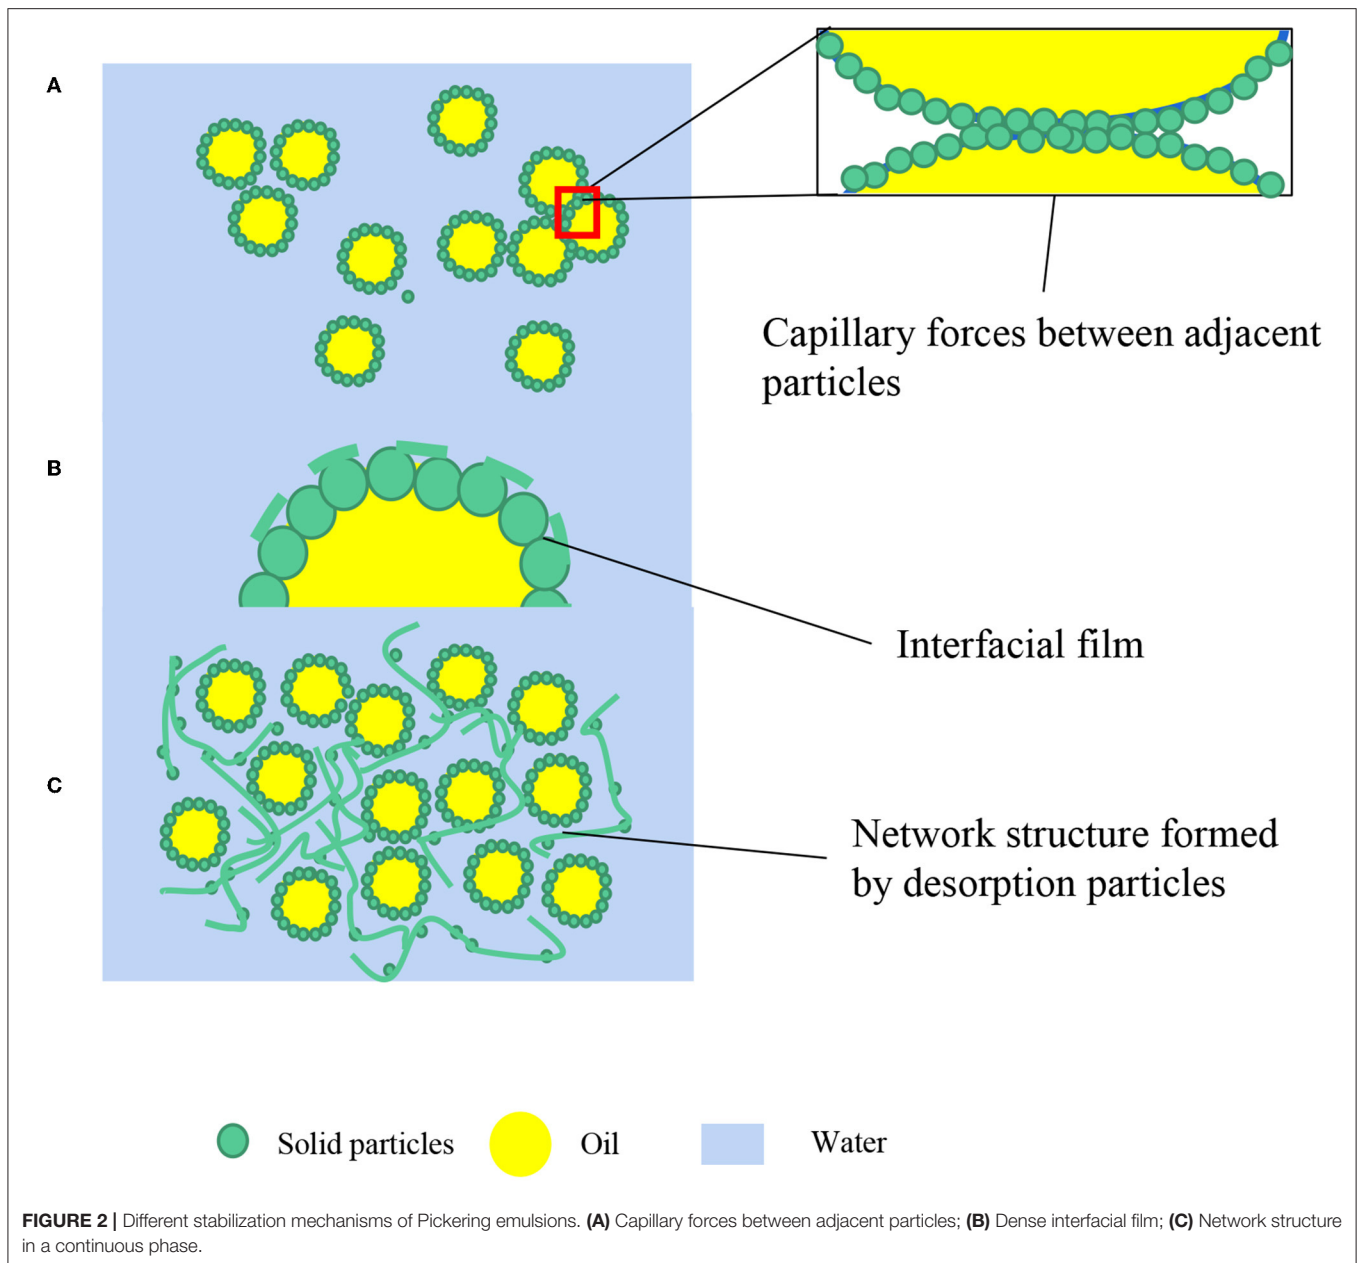 A
Capillary forces between adjacent
particles
B
Interfacial film
C
Network structure formed
by desorption particles
Solid particles
Oil
Water
FIGURE 2 | Different stabilization mechanisms of Pickering emulsions. (A) Capillary forces between adjacent particles; (B) Dense interfacial film; (C) Network structure
in a continuous phase.